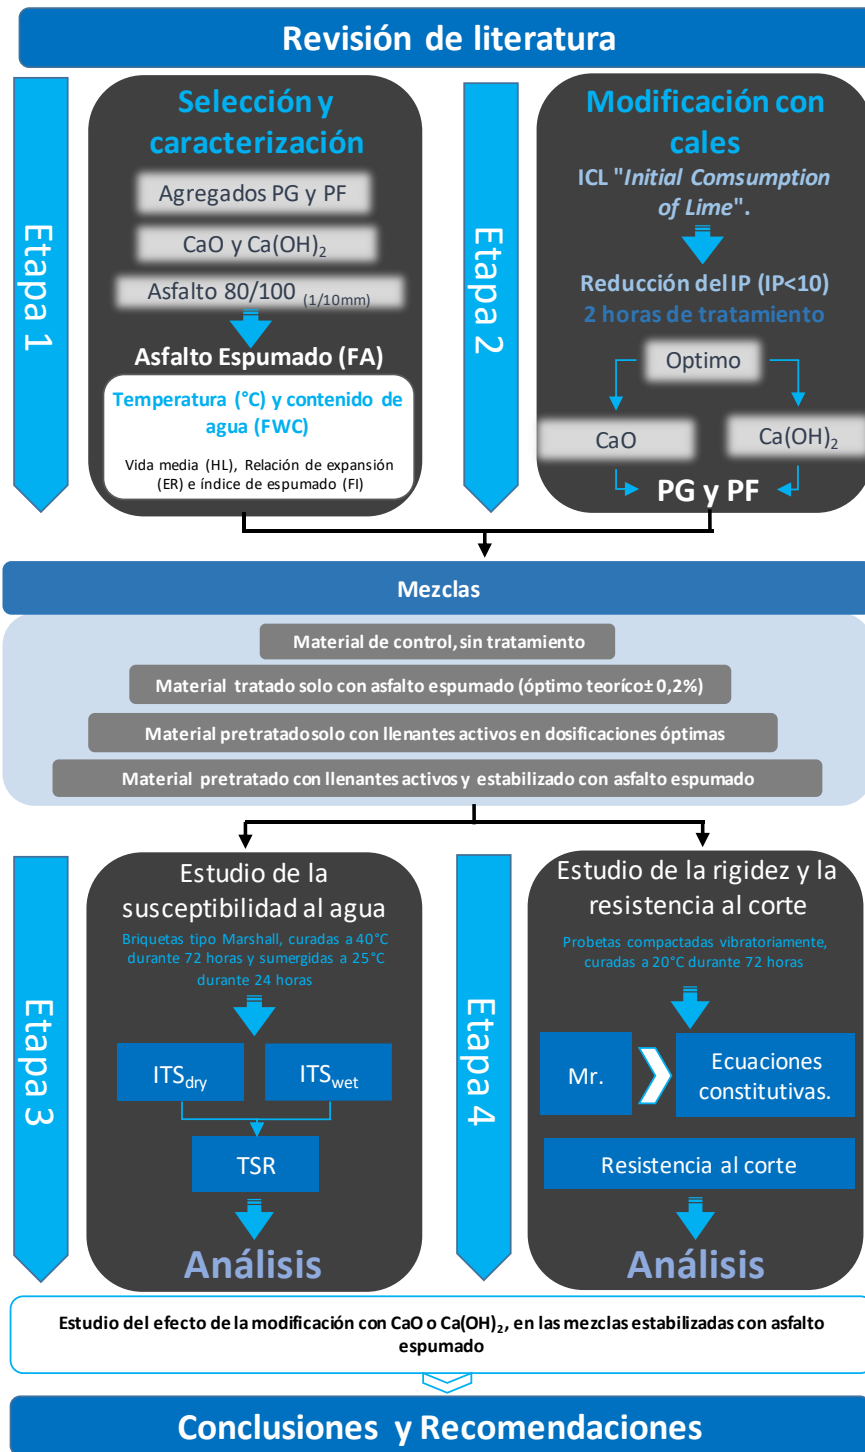 Revisión de literatura
Etapa 1
Selección y
caracterización
Agregados PG y PF
CaO y Ca(OH)2
Asfalto 80/100 (1/10mm)
Asfalto Espumado (FA)
Temperatura (°C) y contenido de
agua (FWC)
Vida media (HL), Relación de expansión
(ER) e índice de espumado (FI)
Etapa 2
Modificación con
cales
ICL "Initial Comsumption
of Lime".
Reducción del IP (IP<10)
2 horas de tratamiento
Optimo
CaO
Ca(OH)2
PG y PF
Mezclas
Material de control, sin tratamiento
Material tratado solo con asfalto espumado (óptimo teoríco± 0,2%)
Material pretratado solo con llenantes activos en dosificaciones óptimas
Material pretratado con llenantes activos y estabilizado con asfalto espumado
Etapa 3
Estudio de la
susceptibilidad al agua
Briquetas tipo Marshall, curadas a 40°C
durante 72 horas y sumergidas a 25°C
durante 24 horas
ITSdry
ITSwet
TSR
Análisis
Etapa 4
Estudio de la rigidez y la
resistencia al corte
Probetas compactadas vibratoriamente,
curadas a 20°C durante 72 horas
Mr.
Ecuaciones
constitutivas.
Resistencia al corte
Análisis
Estudio del efecto de la modificación con CaO o Ca(OH)2, en las mezclas estabilizadas con asfalto
espumado
Conclusiones y Recomendaciones